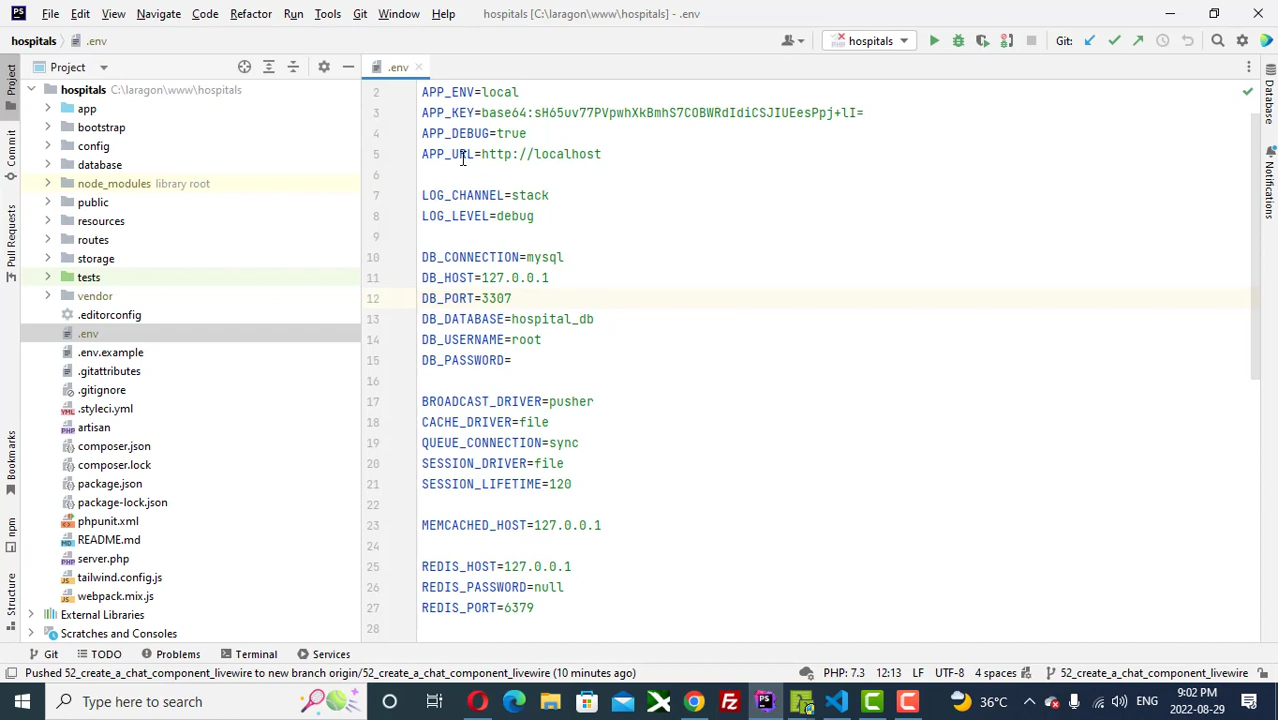 File Edit View Navigate Code Refactor Run Tools Git Window Help hospitals [C:\laragon\www\hospitals] - .env
hospitals .env hospitals Git:
Project .env
hospitals C:\laragon\www\hospitals
app
bootstrap
config
database
node_modules library root
public
resources
routes
storage
tests
vendor
.editorconfig
.env
.env.example
.gitattributes
.gitignore
.styleci.yml
artisan
composer.json
composer.lock
package.json
package-lock.json
phpunit.xml
README.md
server.php
tailwind.config.js
webpack.mix.js
External Libraries
Scratches and Consoles
2 APP_ENV=local
3 APP_KEY=base64:sH65uv77PVpwhXkBmhS7COBWRdIdiCSJIUEesPpj+lI=
4 APP_DEBUG=true
5 APP_URL=http://localhost
6
7 LOG_CHANNEL=stack
8 LOG_LEVEL=debug
9
10 DB_CONNECTION=mysql
11 DB_HOST=127.0.0.1
12 DB_PORT=3307
13 DB_DATABASE=hospital_db
14 DB_USERNAME=root
15 DB_PASSWORD=
16
17 BROADCAST_DRIVER=pusher
18 CACHE_DRIVER=file
19 QUEUE_CONNECTION=sync
20 SESSION_DRIVER=file
21 SESSION_LIFETIME=120
22
23 MEMCACHED_HOST=127.0.0.1
24
25 REDIS_HOST=127.0.0.1
26 REDIS_PASSWORD=null
27 REDIS_PORT=6379
28
Project
Commit
Pull Requests
Bookmarks
npm
Structure
Database
Notifications
Git TODO Problems Terminal Services
Pushed 52_create_a_chat_component_livewire to new branch origin/52_create_a_chat_component_livewire (10 minutes ago) PHP: 7.3 12:13 LF UTF-8 4 spaces 52_create_a_chat_component_livewire
Type here to search 36°C ENG 9:02 PM
2022-08-29